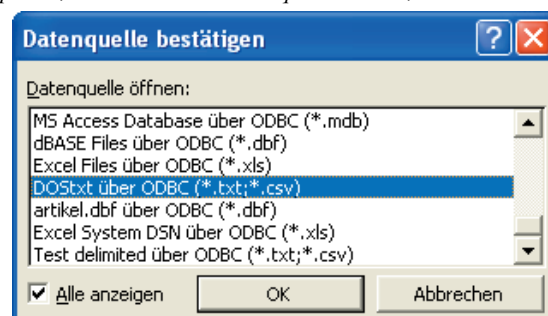 Datenquelle bestätigen
Datenquelle öffnen:
MS Access Database über ODBC (*.mdb)
dBASE Files über ODBC (*.dbf)
Excel Files über ODBC (*.xls)
DOStxt über ODBC (*.txt;*.csv)
artikel.dbf über ODBC (*.dbf)
Excel System DSN über ODBC (*.xls)
Test delimited über ODBC (*.txt;*.csv)
Alle anzeigen OK Abbrechen